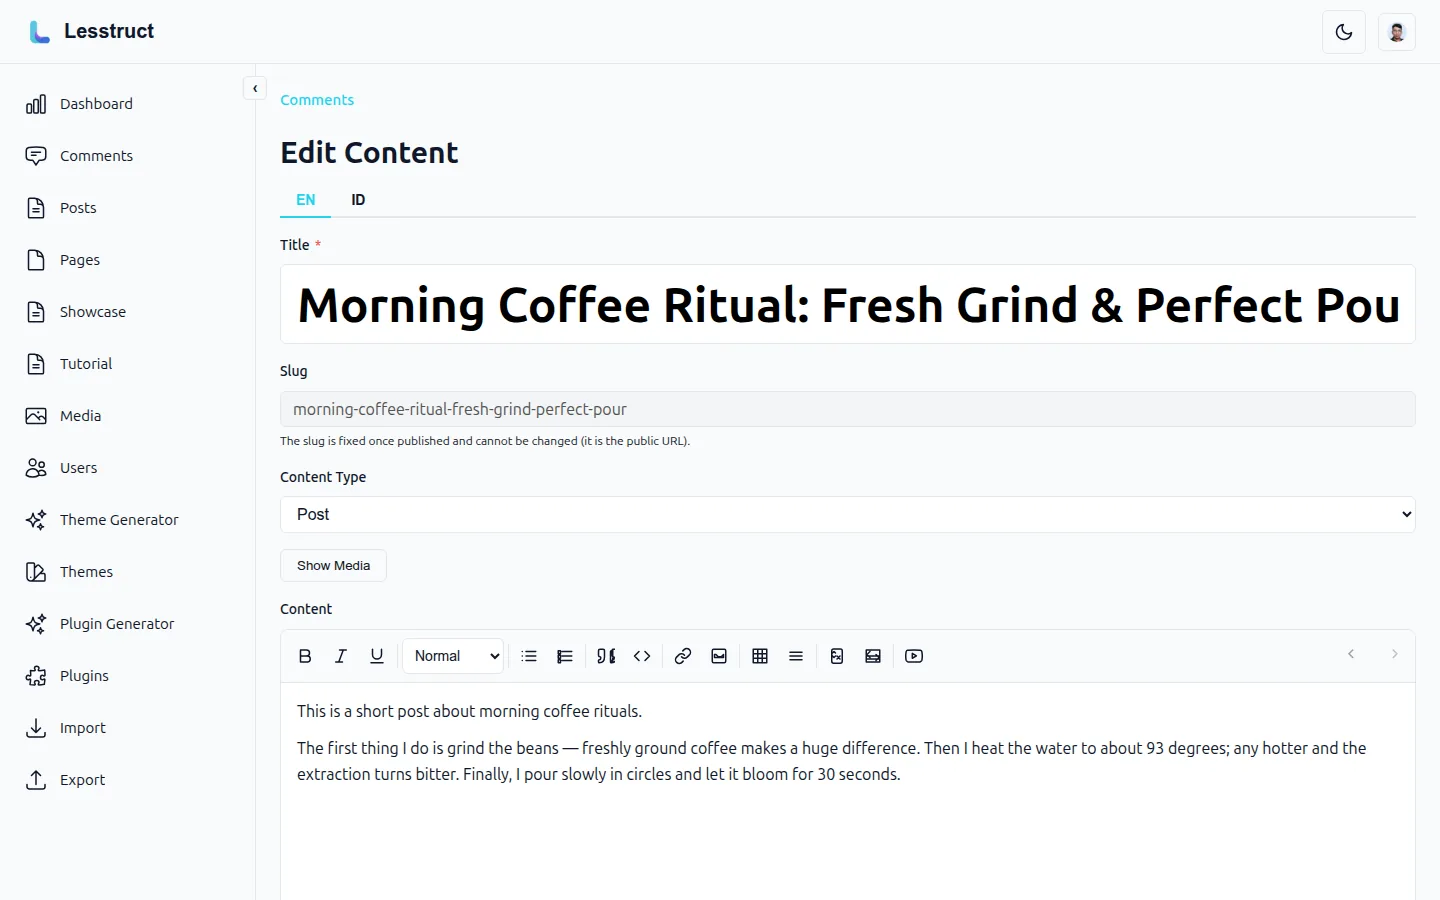 Lesstruct
Dashboard
Comments
Posts
Pages
Showcase
Tutorial
Media
Users
Theme Generator
Themes
Plugin Generator
Plugins
Import
Export
Comments
Edit Content
EN ID
Title *
Morning Coffee Ritual: Fresh Grind & Perfect Pou
Slug
morning-coffee-ritual-fresh-grind-perfect-pour
The slug is fixed once published and cannot be changed (it is the public URL).
Content Type
Post
Show Media
Content
Normal
This is a short post about morning coffee rituals.
The first thing I do is grind the beans — freshly ground coffee makes a huge difference. Then I heat the water to about 93 degrees; any hotter and the
extraction turns bitter. Finally, I pour slowly in circles and let it bloom for 30 seconds.